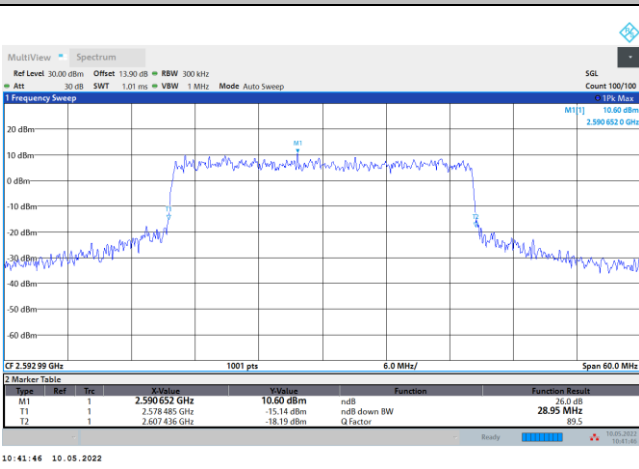 MultiView Spectrum
Ref Level 30.00 dBm Offset 13.90 dB RBW 300 kHz SGL
Att 30 dB SWT 1.01 ms VBW 1 MHz Mode Auto Sweep Count 100/100
1 Frequency Sweep 1Pk Max
M1[1] 10.60 dBm
2.590 652 0 GHz
M1
20 dBm
10 dBm
0 dBm
-10 dBm
T1
T2
-20 dBm
-30 dBm
-40 dBm
-50 dBm
-60 dBm
CF 2.592 99 GHz 1001 pts 6.0 MHz/ Span 60.0 MHz
2 Marker Table
Type Ref Trc X-Value Y-Value Function Function Result
M1 1 2.590 652 GHz 10.60 dBm ndB 26.0 dB
T1 1 2.578 485 GHz -15.14 dBm ndB down BW 28.95 MHz
T2 1 2.607 436 GHz -18.19 dBm Q Factor 89.5
Ready 10.05.2022
10:41:46
10:41:46 10.05.2022